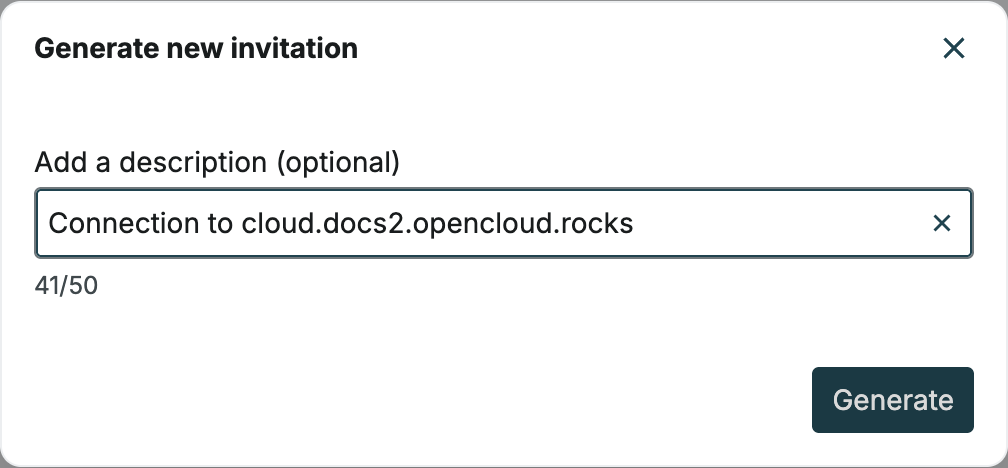 Generate new invitation
Add a description (optional)
Connection to cloud.docs2.opencloud.rocks
41/50
Generate